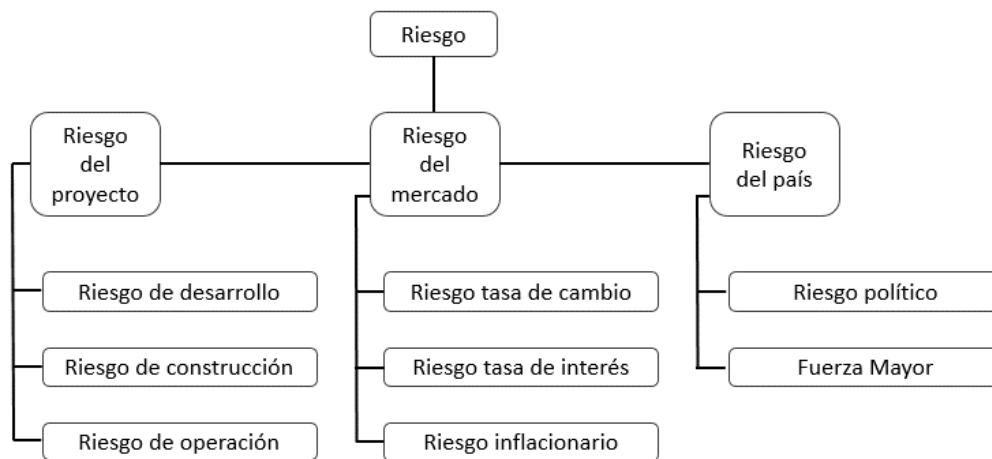 Riesgo
Riesgo
del
proyecto
Riesgo
del
mercado
Riesgo
del país
Riesgo de desarrollo
Riesgo de construcción
Riesgo de operación
Riesgo tasa de cambio
Riesgo tasa de interés
Riesgo inflacionario
Riesgo político
Fuerza Mayor